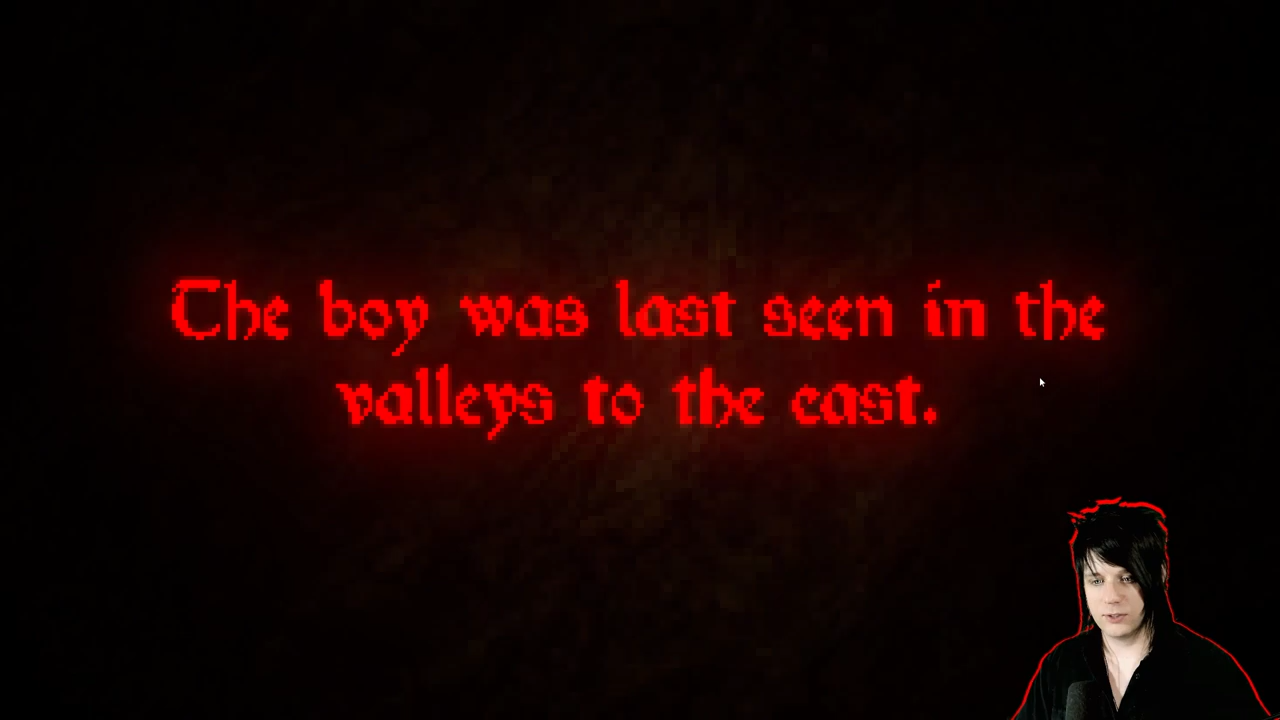 The boy was last seen in the
valleys to the east.